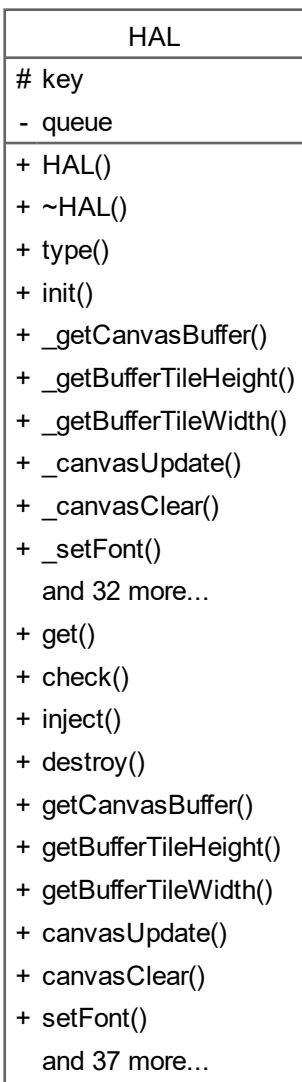 HAL
# key
- queue
+ HAL()
+ ~HAL()
+ type()
+ init()
+ _getCanvasBuffer()
+ _getBufferTileHeight()
+ _getBufferTileWidth()
+ _canvasUpdate()
+ _canvasClear()
+ _setFont()
and 32 more...
+ get()
+ check()
+ inject()
+ destroy()
+ getCanvasBuffer()
+ getBufferTileHeight()
+ getBufferTileWidth()
+ canvasUpdate()
+ canvasClear()
+ setFont()
and 37 more...